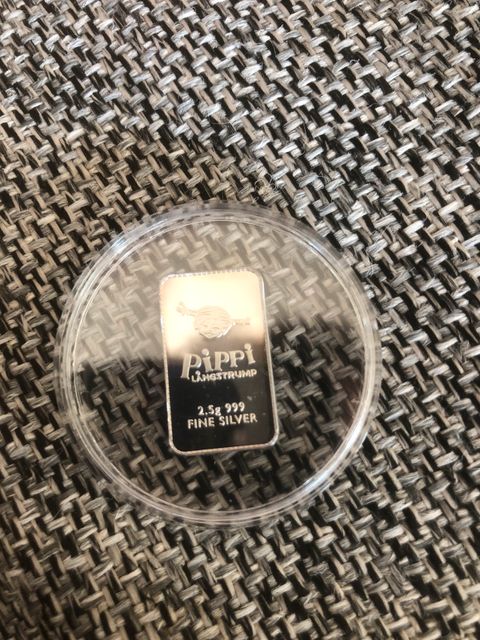 PiPPi
LÅNGSTRUMP
2.5g 999
FINE SILVER